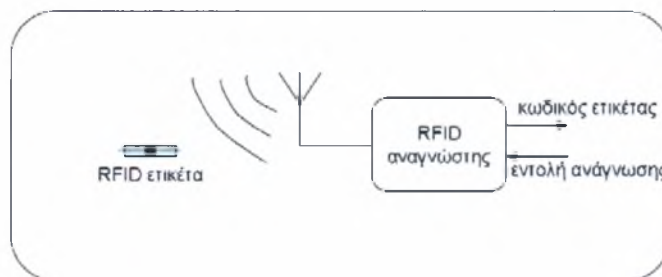 κωδικός ετικέτας
RFID
αναγνώστης
RFID ετικέτα
εντολή ανάγνωσης